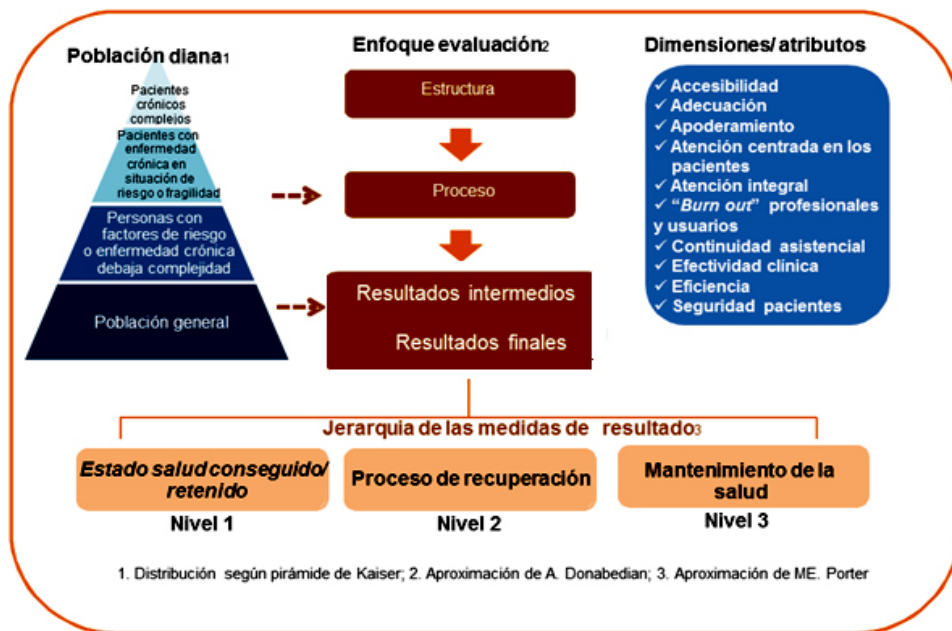 Población diana1
Pacientes
crónicos
complejos
Pacientes con
enfermedad
crónica en
situación de
riesgo o fragilidad
Personas con
factores de riesgo
o enfermedad crónica
debaja complejidad
Población general
Enfoque evaluación2
Estructura
Proceso
Resultados intermedios
Resultados finales
Dimensiones/ atributos
✓ Accesibilidad
✓ Adecuación
✓ Apoderamiento
✓ Atención centrada en los
pacientes
✓ Atención integral
✓ “Burn out” profesionales
y usuarios
✓ Continuidad asistencial
✓ Efectividad clínica
✓ Eficiencia
✓ Seguridad pacientes
Jerarquia de las medidas de resultado3
Estado salud conseguido/
retenido
Nivel 1
Proceso de recuperación
Nivel 2
Mantenimiento de la
salud
Nivel 3
1. Distribución según pirámide de Kaiser; 2. Aproximación de A. Donabedian; 3. Aproximación de ME. Porter